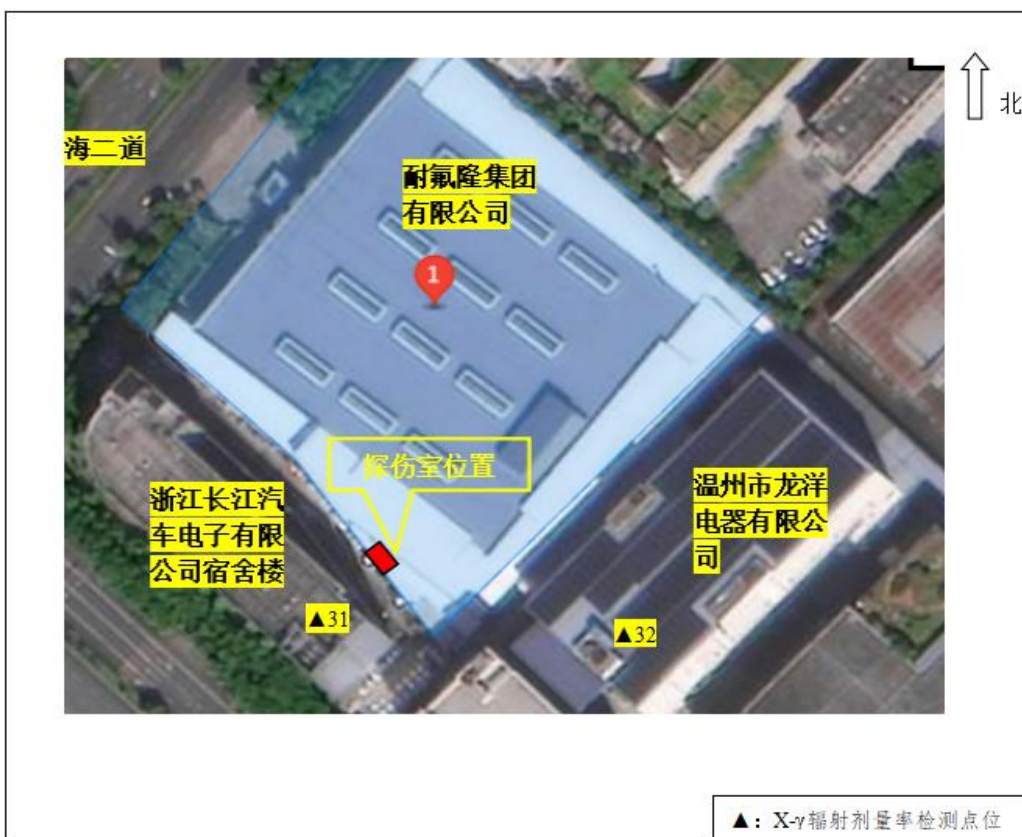 北
海二道
耐氟隆集团
有限公司
1
探伤室位置
浙江长江汽
车电子有限
公司宿舍楼
温州市龙洋
电器有限公
司
▲31
▲32
▲：X-γ辐射剂量率检测点位